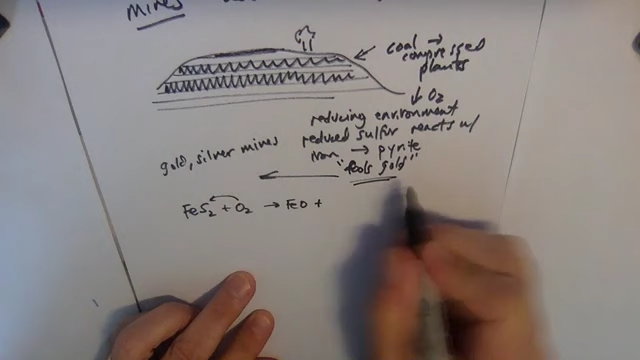 mines
coal →
compressed
plants
↓ O₂
reducing environment
reduced sulfur reacts w/
iron → pyrite
"fools gold"
gold, silver mines
FeS₂ + O₂ → FeO +